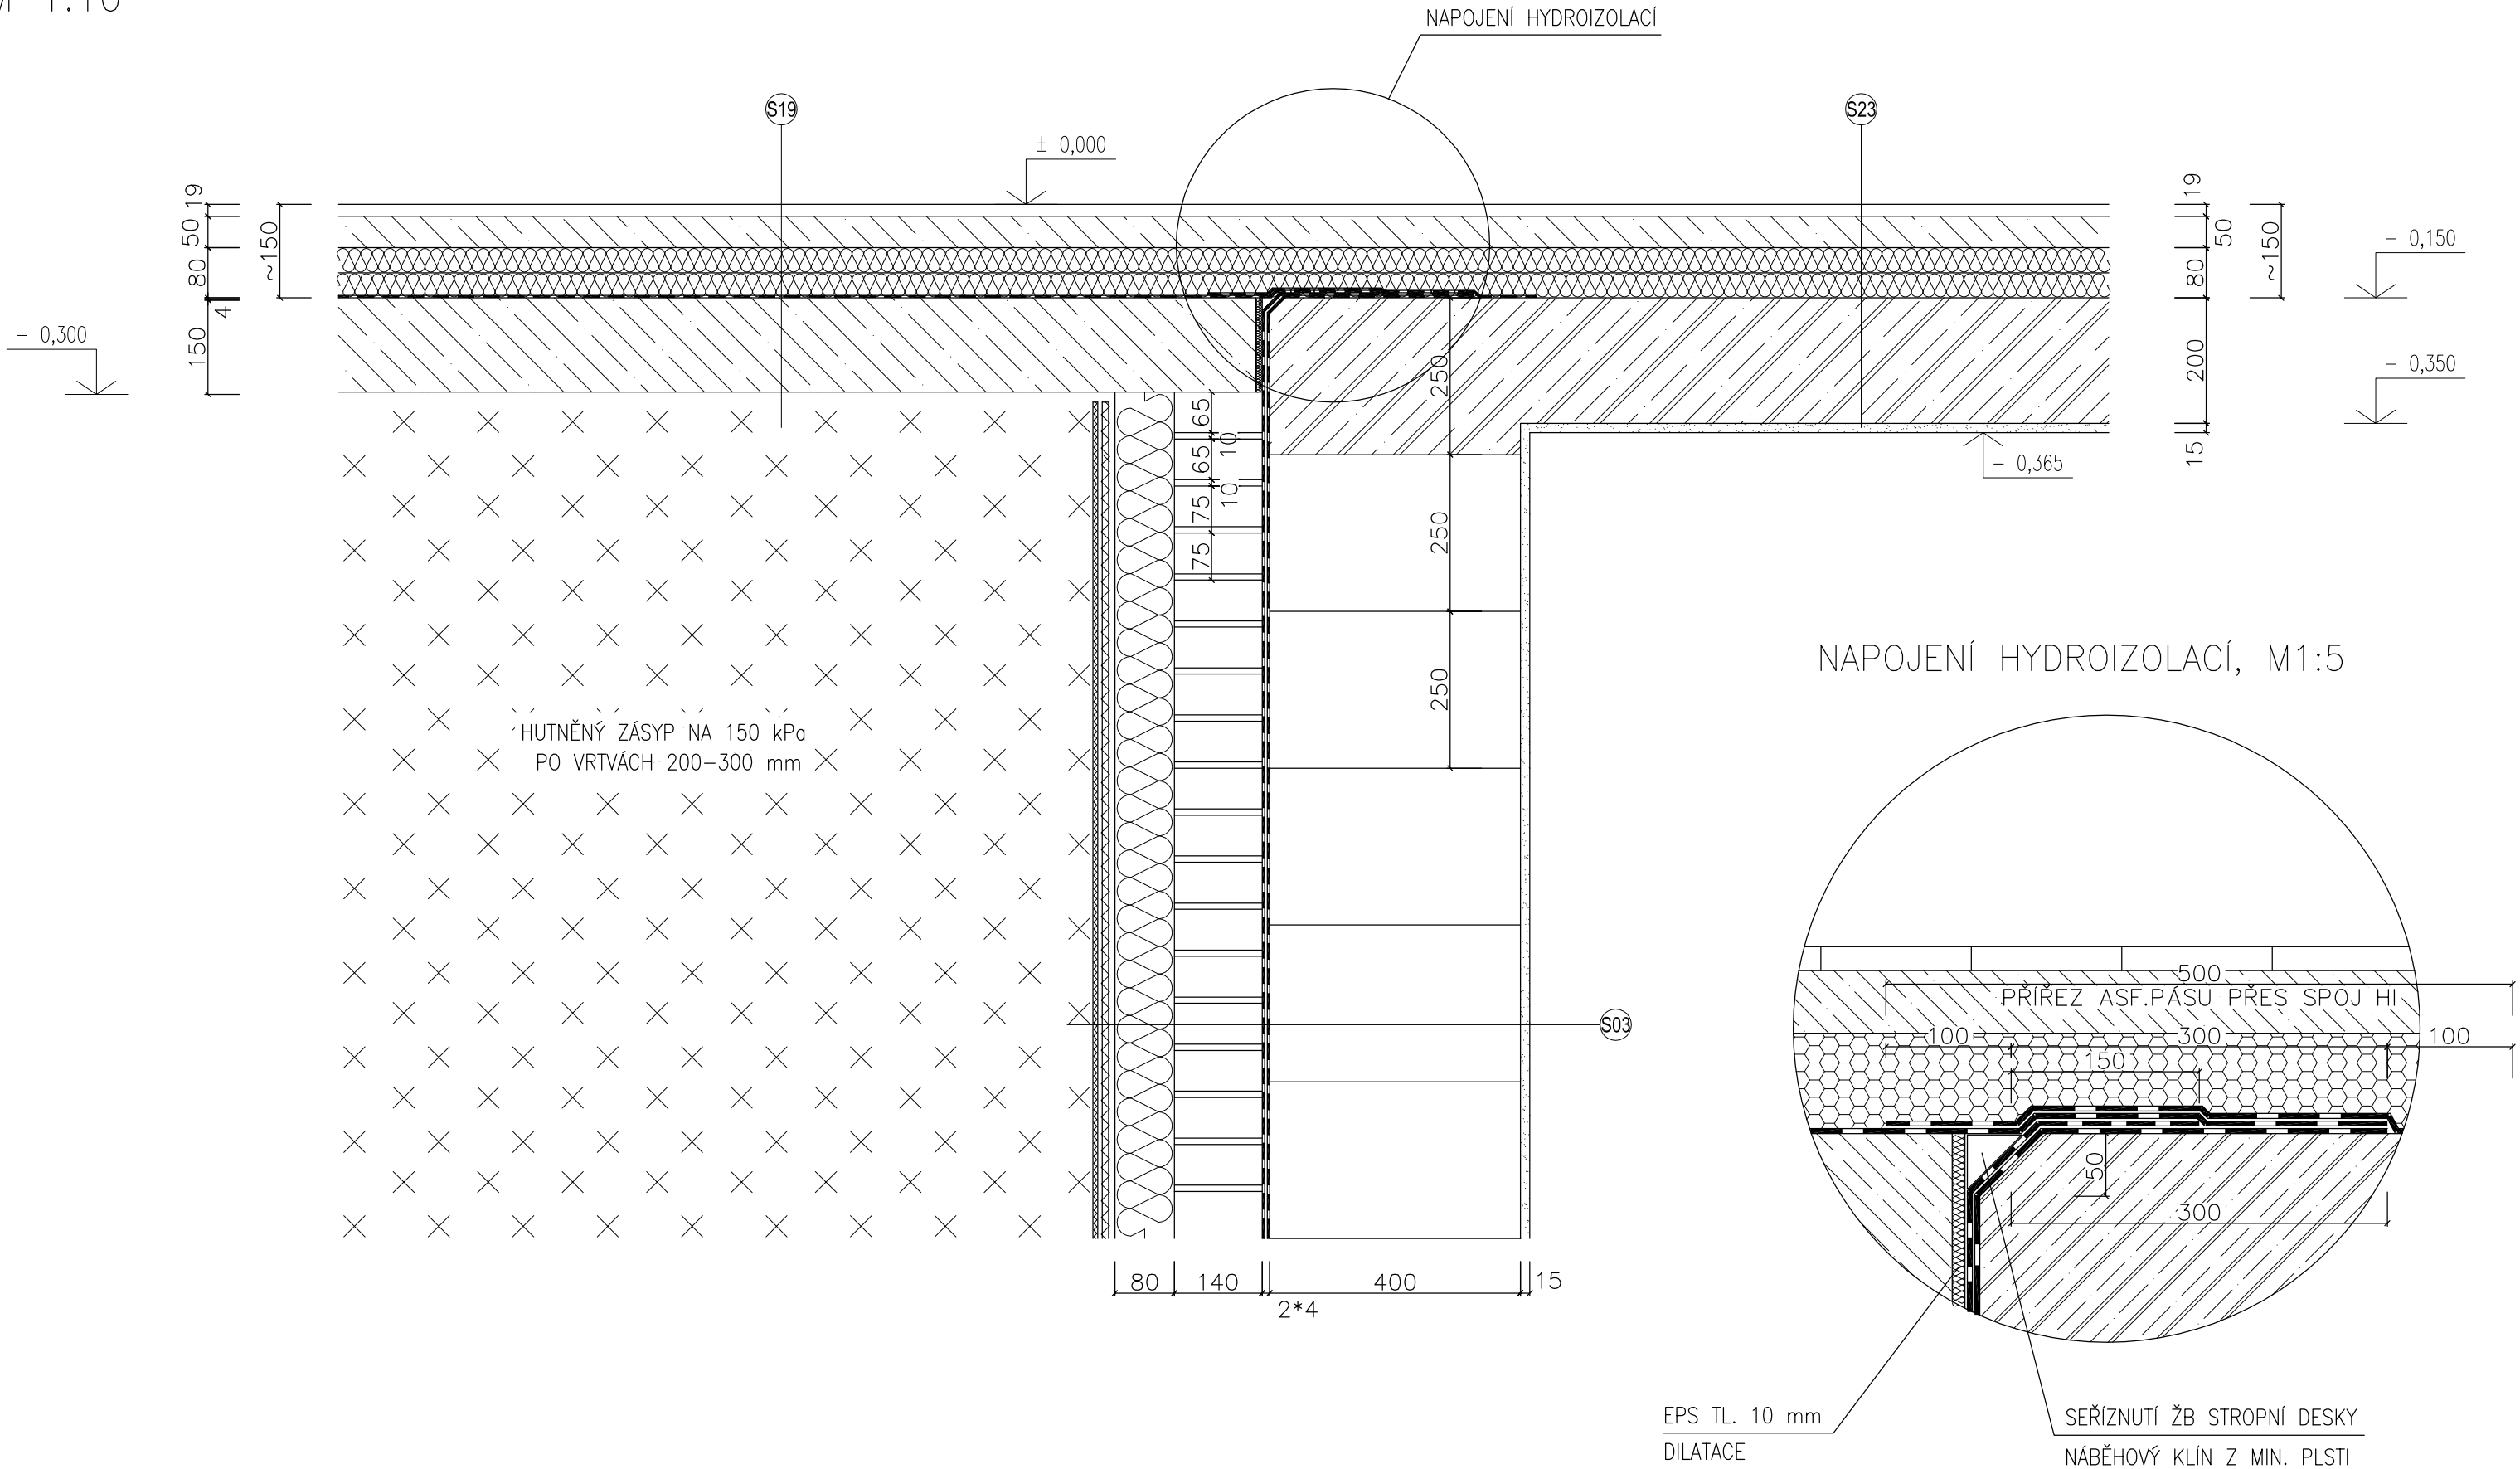 M 1:10
NAPOJENÍ HYDROIZOLACÍ
S19
S23
± 0,000
19
50
80
4
150
~150
- 0,300
19
50
80
200
15
~150
- 0,150
- 0,350
- 0,365
65
10
65
10
75
75
250
250
250
HUTNĚNÝ ZÁSYP NA 150 kPa
PO VRTVÁCH 200-300 mm
S03
80
140
2*4
400
15
NAPOJENÍ HYDROIZOLACÍ, M1:5
500
PŘÍŘEZ ASF.PÁSU PŘES SPOJ HI
100
300
100
150
50
300
EPS TL. 10 mm
DILATACE
SEŘÍZNUTÍ ŽB STROPNÍ DESKY
NÁBĚHOVÝ KLÍN Z MIN. PLSTI